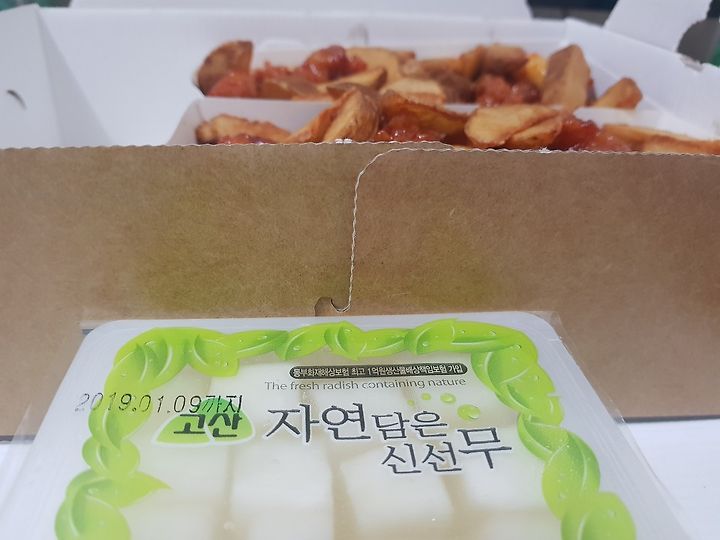 동부화재해상보험 최고 1억원생산물배상책임보험 가입
The fresh radish containing nature
2019.01.09까지
고산 자연담은
신선무